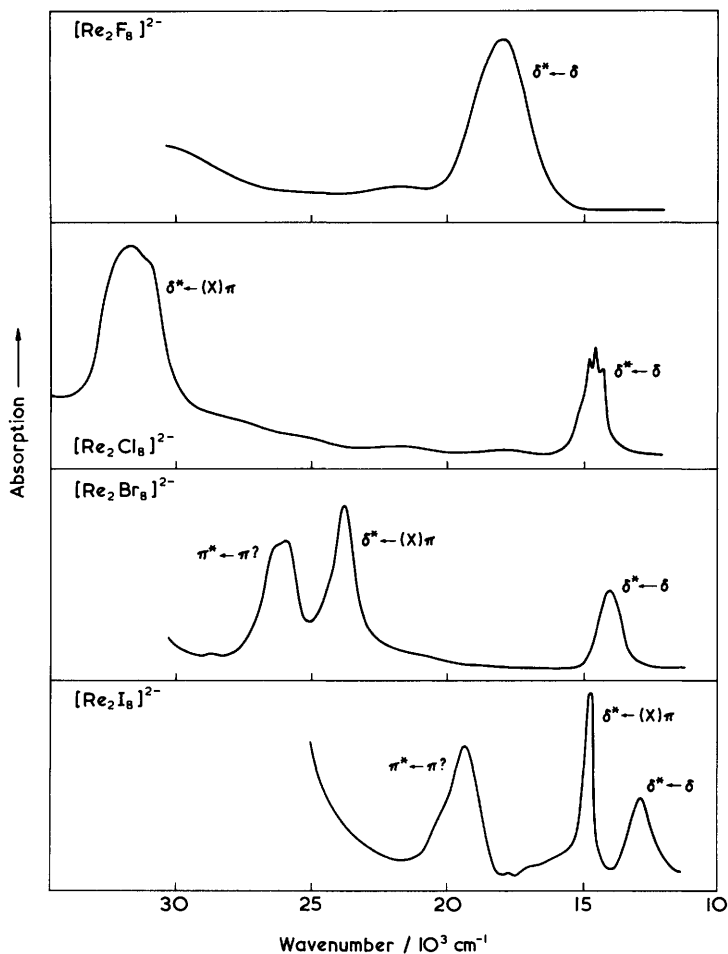 [Re₂F₈]²⁻
δ*←δ
δ*←(X)π
δ*←δ
[Re₂Cl₈]²⁻
[Re₂Br₈]²⁻
π*←π?
δ*←(X)π
δ*←δ
[Re₂I₈]²⁻
π*←π?
δ*←(X)π
δ*←δ
Absorption →
30 25 20 15 10
Wavenumber / 10³ cm⁻¹